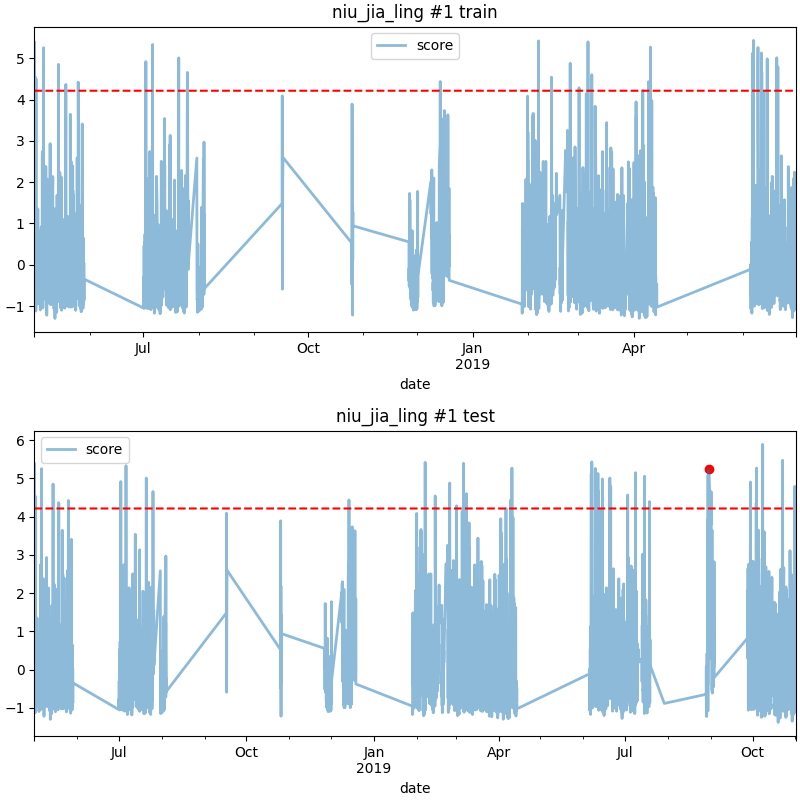 niu_jia_ling #1 train
score
5
4
3
2
1
0
−1
Jul
Oct
Jan
2019
Apr
date
niu_jia_ling #1 test
score
6
5
4
3
2
1
0
−1
Jul
Oct
Jan
2019
Apr
Jul
Oct
date